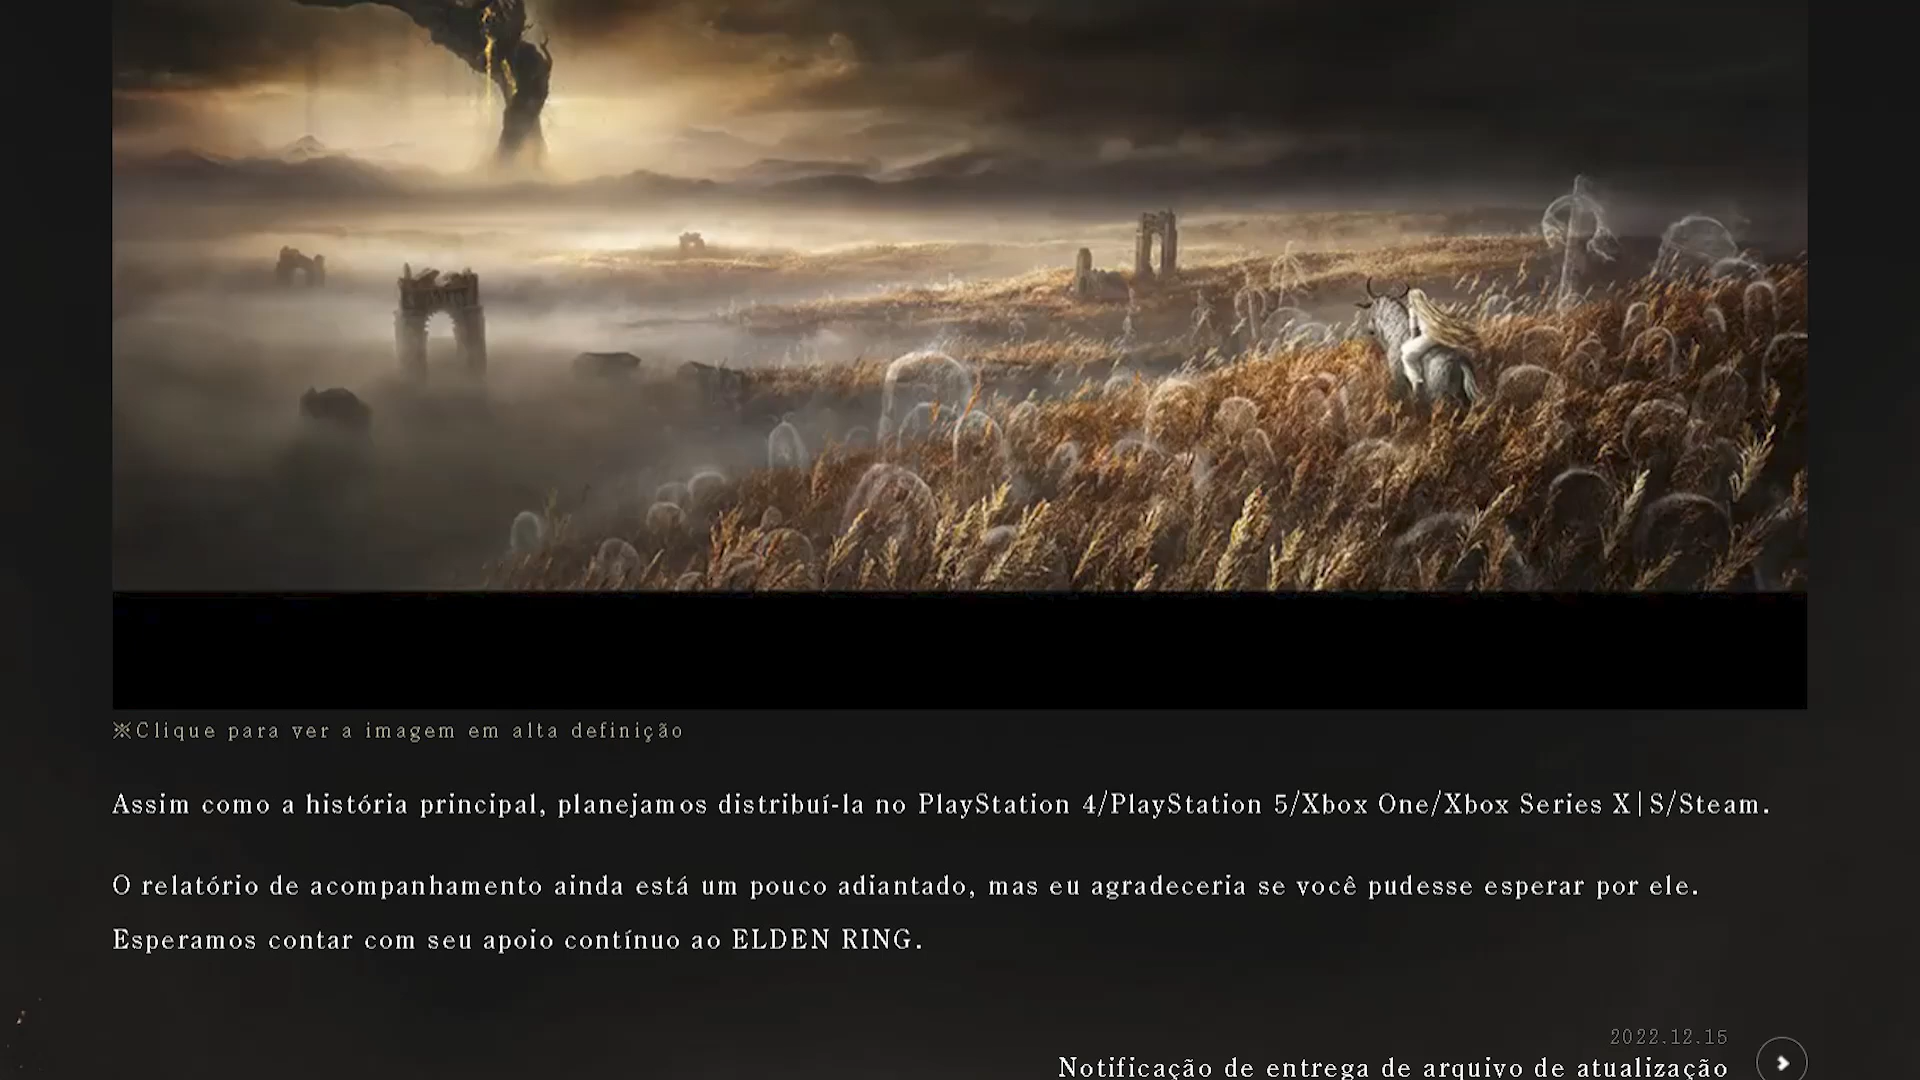 ※Clique para ver a imagem em alta definição
Assim como a história principal, planejamos distribuí-la no PlayStation 4/PlayStation 5/Xbox One/Xbox Series X|S/Steam.
O relatório de acompanhamento ainda está um pouco adiantado, mas eu agradeceria se você pudesse esperar por ele.
Esperamos contar com seu apoio contínuo ao ELDEN RING.
2022.12.15
Notificação de entrega de arquivo de atualização